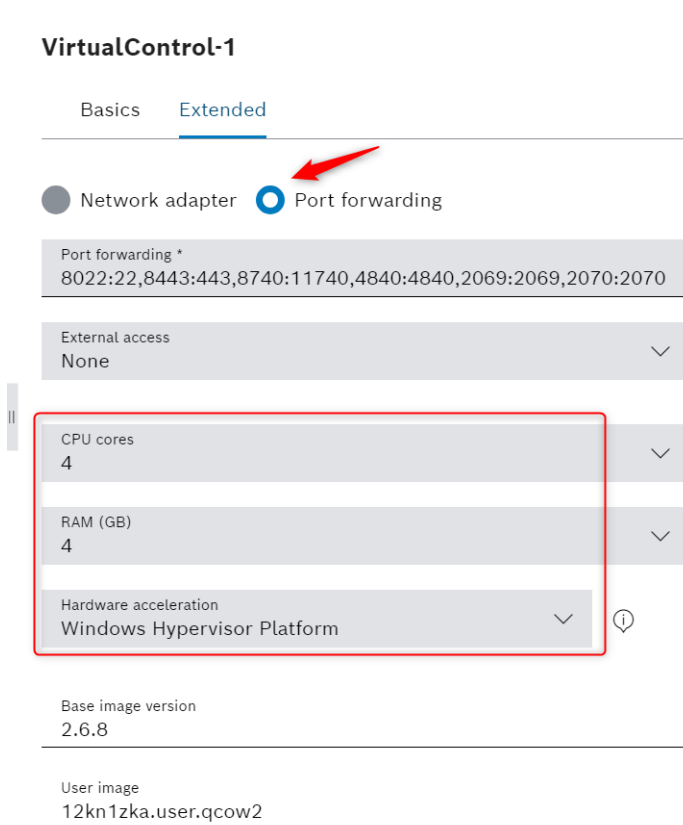 VirtualControl-1
Basics Extended
Network adapter Port forwarding
Port forwarding *
8022:22,8443:443,8740:11740,4840:4840,2069:2069,2070:2070
External access
None
CPU cores
4
RAM (GB)
4
Hardware acceleration
Windows Hypervisor Platform
Base image version
2.6.8
User image
12kn1zka.user.qcow2